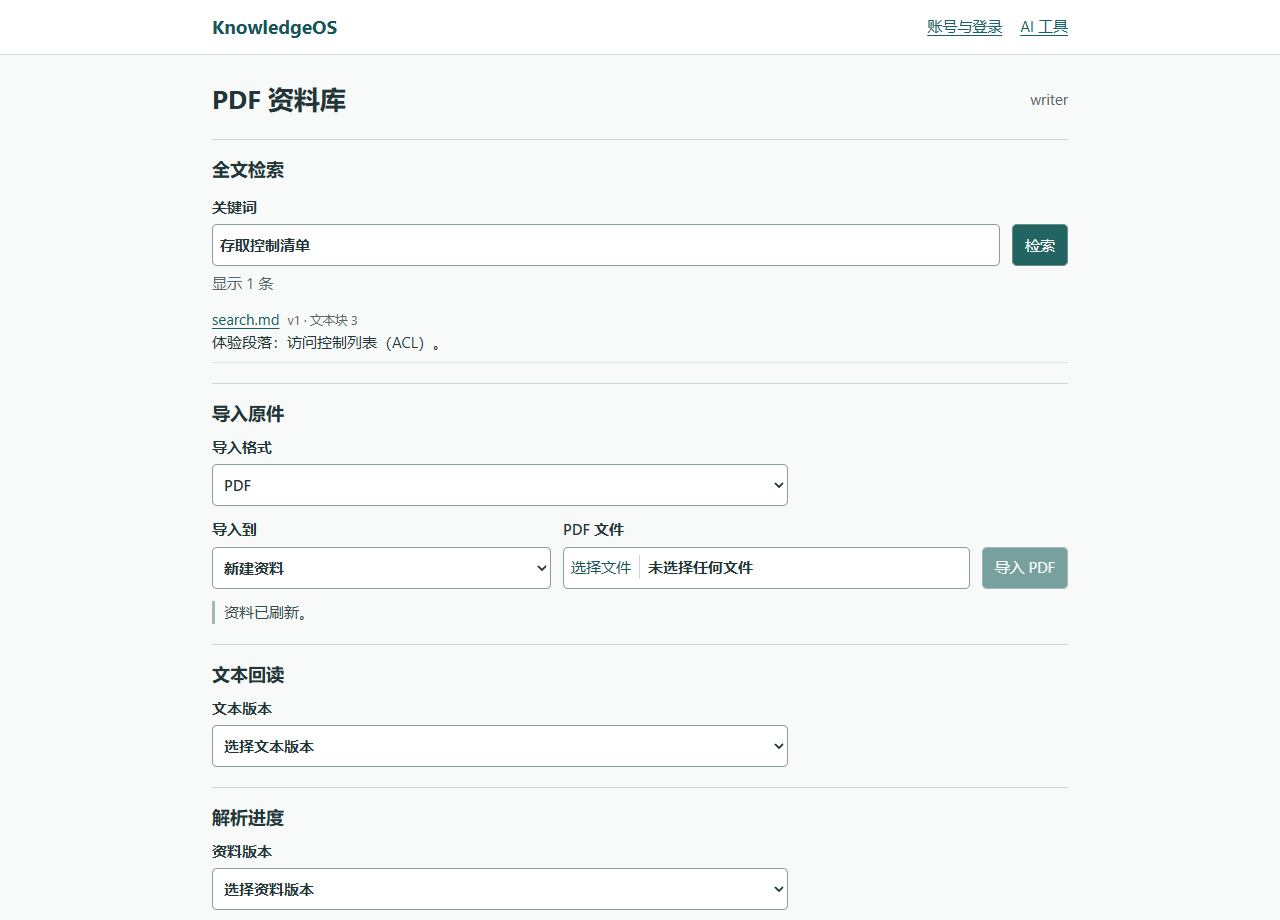 KnowledgeOS
账号与登录 AI 工具
PDF 资料库
writer
全文检索
关键词
存取控制清单
检索
显示 1 条
search.md v1 · 文本块 3
体验段落：访问控制列表（ACL）。
导入原件
导入格式
PDF
导入到
PDF 文件
新建资料
选择文件 未选择任何文件
导入 PDF
资料已刷新。
文本回读
文本版本
选择文本版本
解析进度
资料版本
选择资料版本